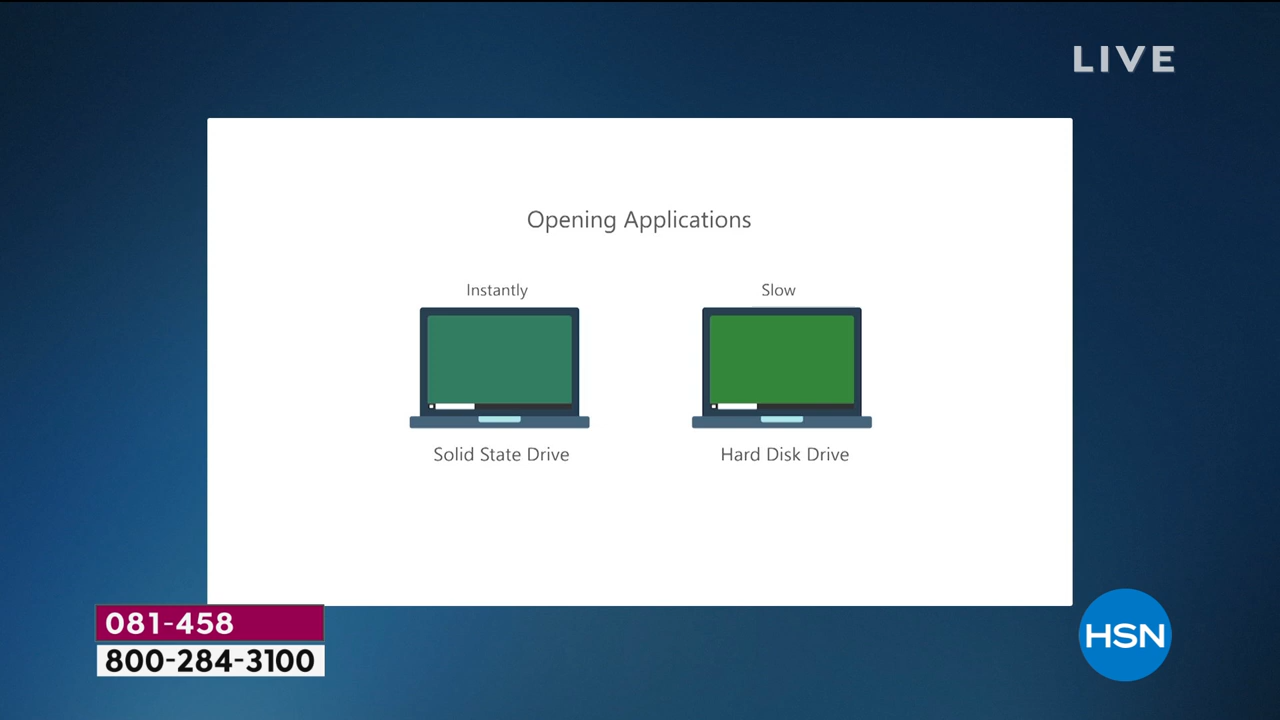 LIVE
Opening Applications
Instantly
Slow
Solid State Drive
Hard Disk Drive
081-458
800-284-3100
HSN